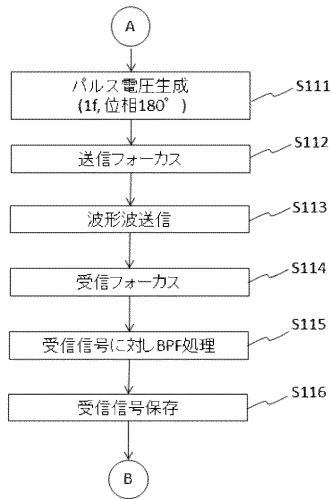 A
パルス電圧生成
(1f, 位相180°)
S111
送信フォーカス
S112
波形波送信
S113
受信フォーカス
S114
受信信号に対しBPF処理
S115
受信信号保存
S116
B